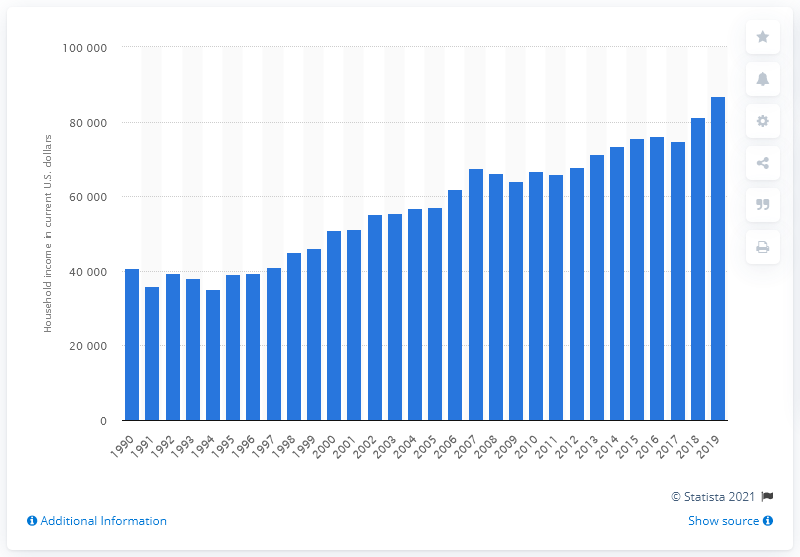 100 000
80 000
60 000
40 000
20 000
0
Household income in current U.S. dollars
1990 1991 1992 1993 1994 1995 1996 1997 1998 1999 2000 2001 2002 2003 2004 2005 2006 2007 2008 2009 2010 2011 2012 2013 2014 2015 2016 2017 2018 2019
© Statista 2021
Additional Information
Show source